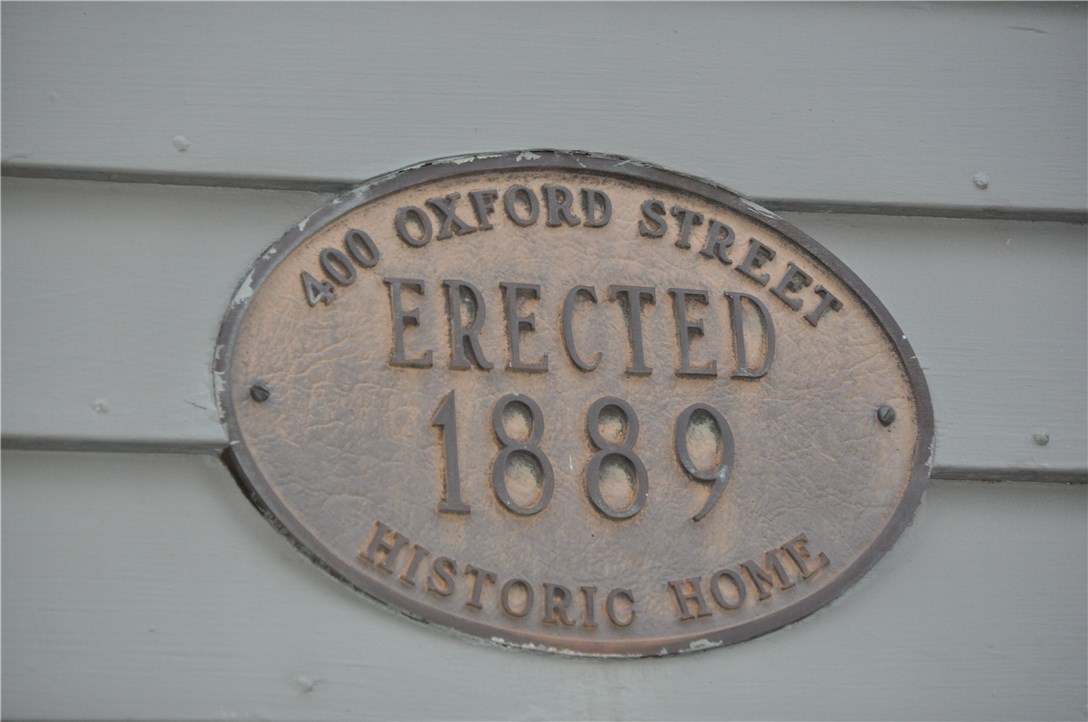 400 OXFORD STREET
ERECTED
1889
HISTORIC HOME